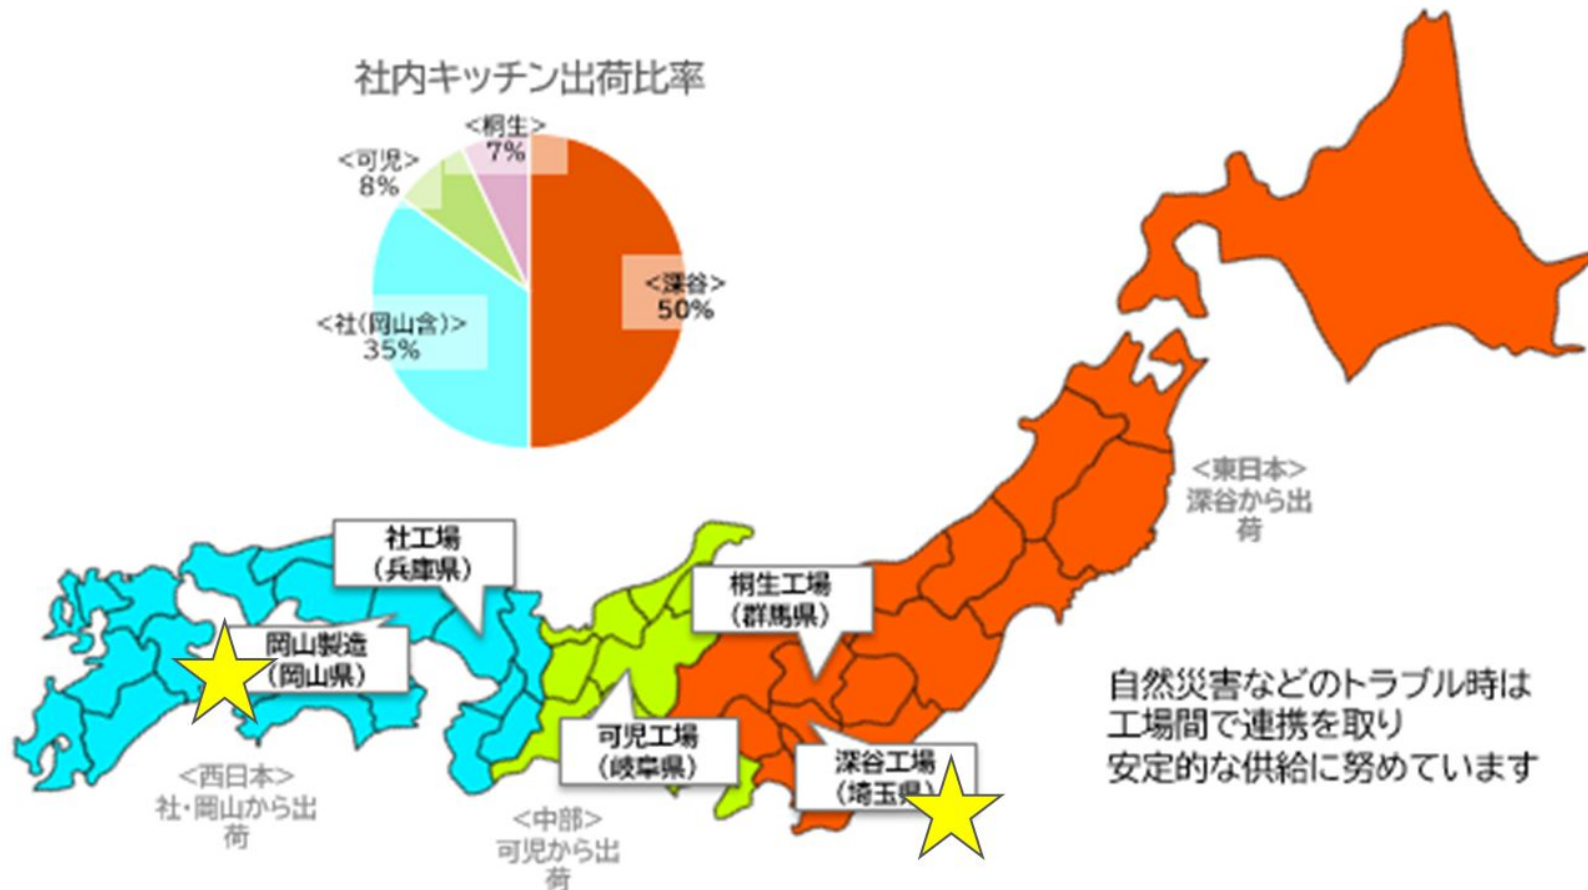 社内キッチン出荷比率
<桐生>
7%
<可児>
8%
<深谷>
50%
<社(岡山含)>
35%
<東日本>
深谷から出
荷
社工場
(兵庫県)
桐生工場
(群馬県)
岡山製造
(岡山県)
可児工場
(岐阜県)
深谷工場
(埼玉県)
<西日本>
社・岡山から出
荷
<中部>
可児から出
荷
自然災害などのトラブル時は
工場間で連携を取り
安定的な供給に努めています